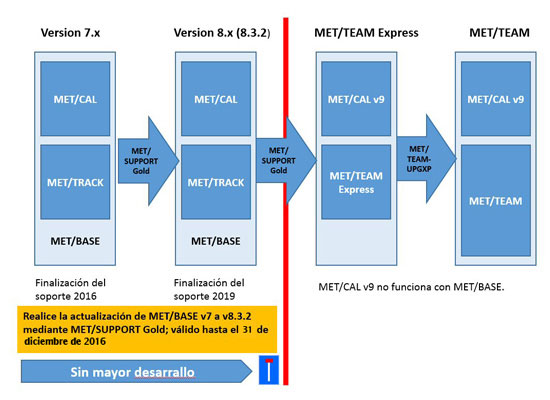 Version 7.x
Version 8.x (8.3.2)
MET/TEAM Express
MET/TEAM
MET/CAL
MET/CAL
MET/CAL v9
MET/CAL v9
MET/
SUPPORT
Gold
MET/
SUPPORT
Gold
MET/
TEAM-
UPGXP
MET/TRACK
MET/TRACK
MET/TEAM
Express
MET/TEAM
MET/BASE
MET/BASE
Finalización del
soporte 2016
Finalización del
soporte 2019
MET/CAL v9 no funciona con MET/BASE.
Realice la actualización de MET/BASE v7 a v8.3.2
mediante MET/SUPPORT Gold; válido hasta el 31 de
diciembre de 2016
Sin mayor desarrallo